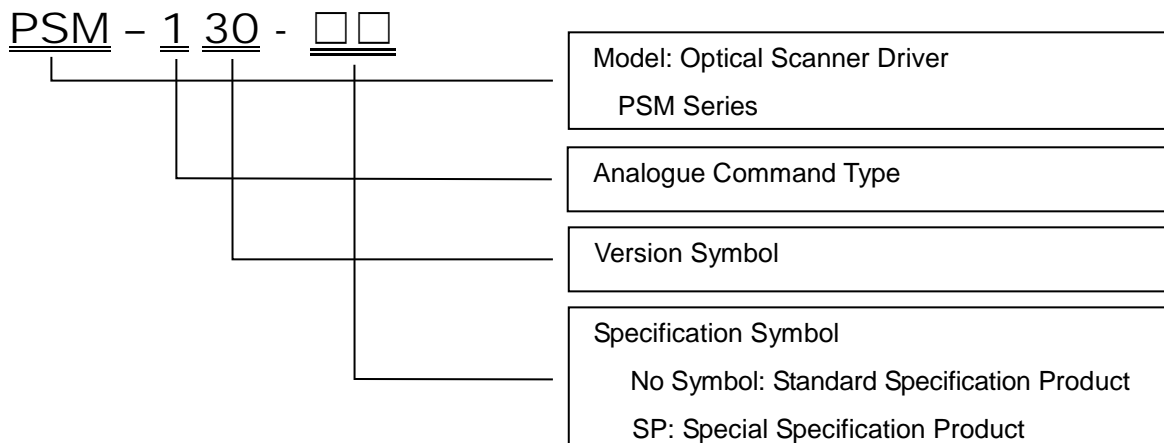 PSM – 1 30 - □□
Model: Optical Scanner Driver
PSM Series
Analogue Command Type
Version Symbol
Specification Symbol
No Symbol: Standard Specification Product
SP: Special Specification Product